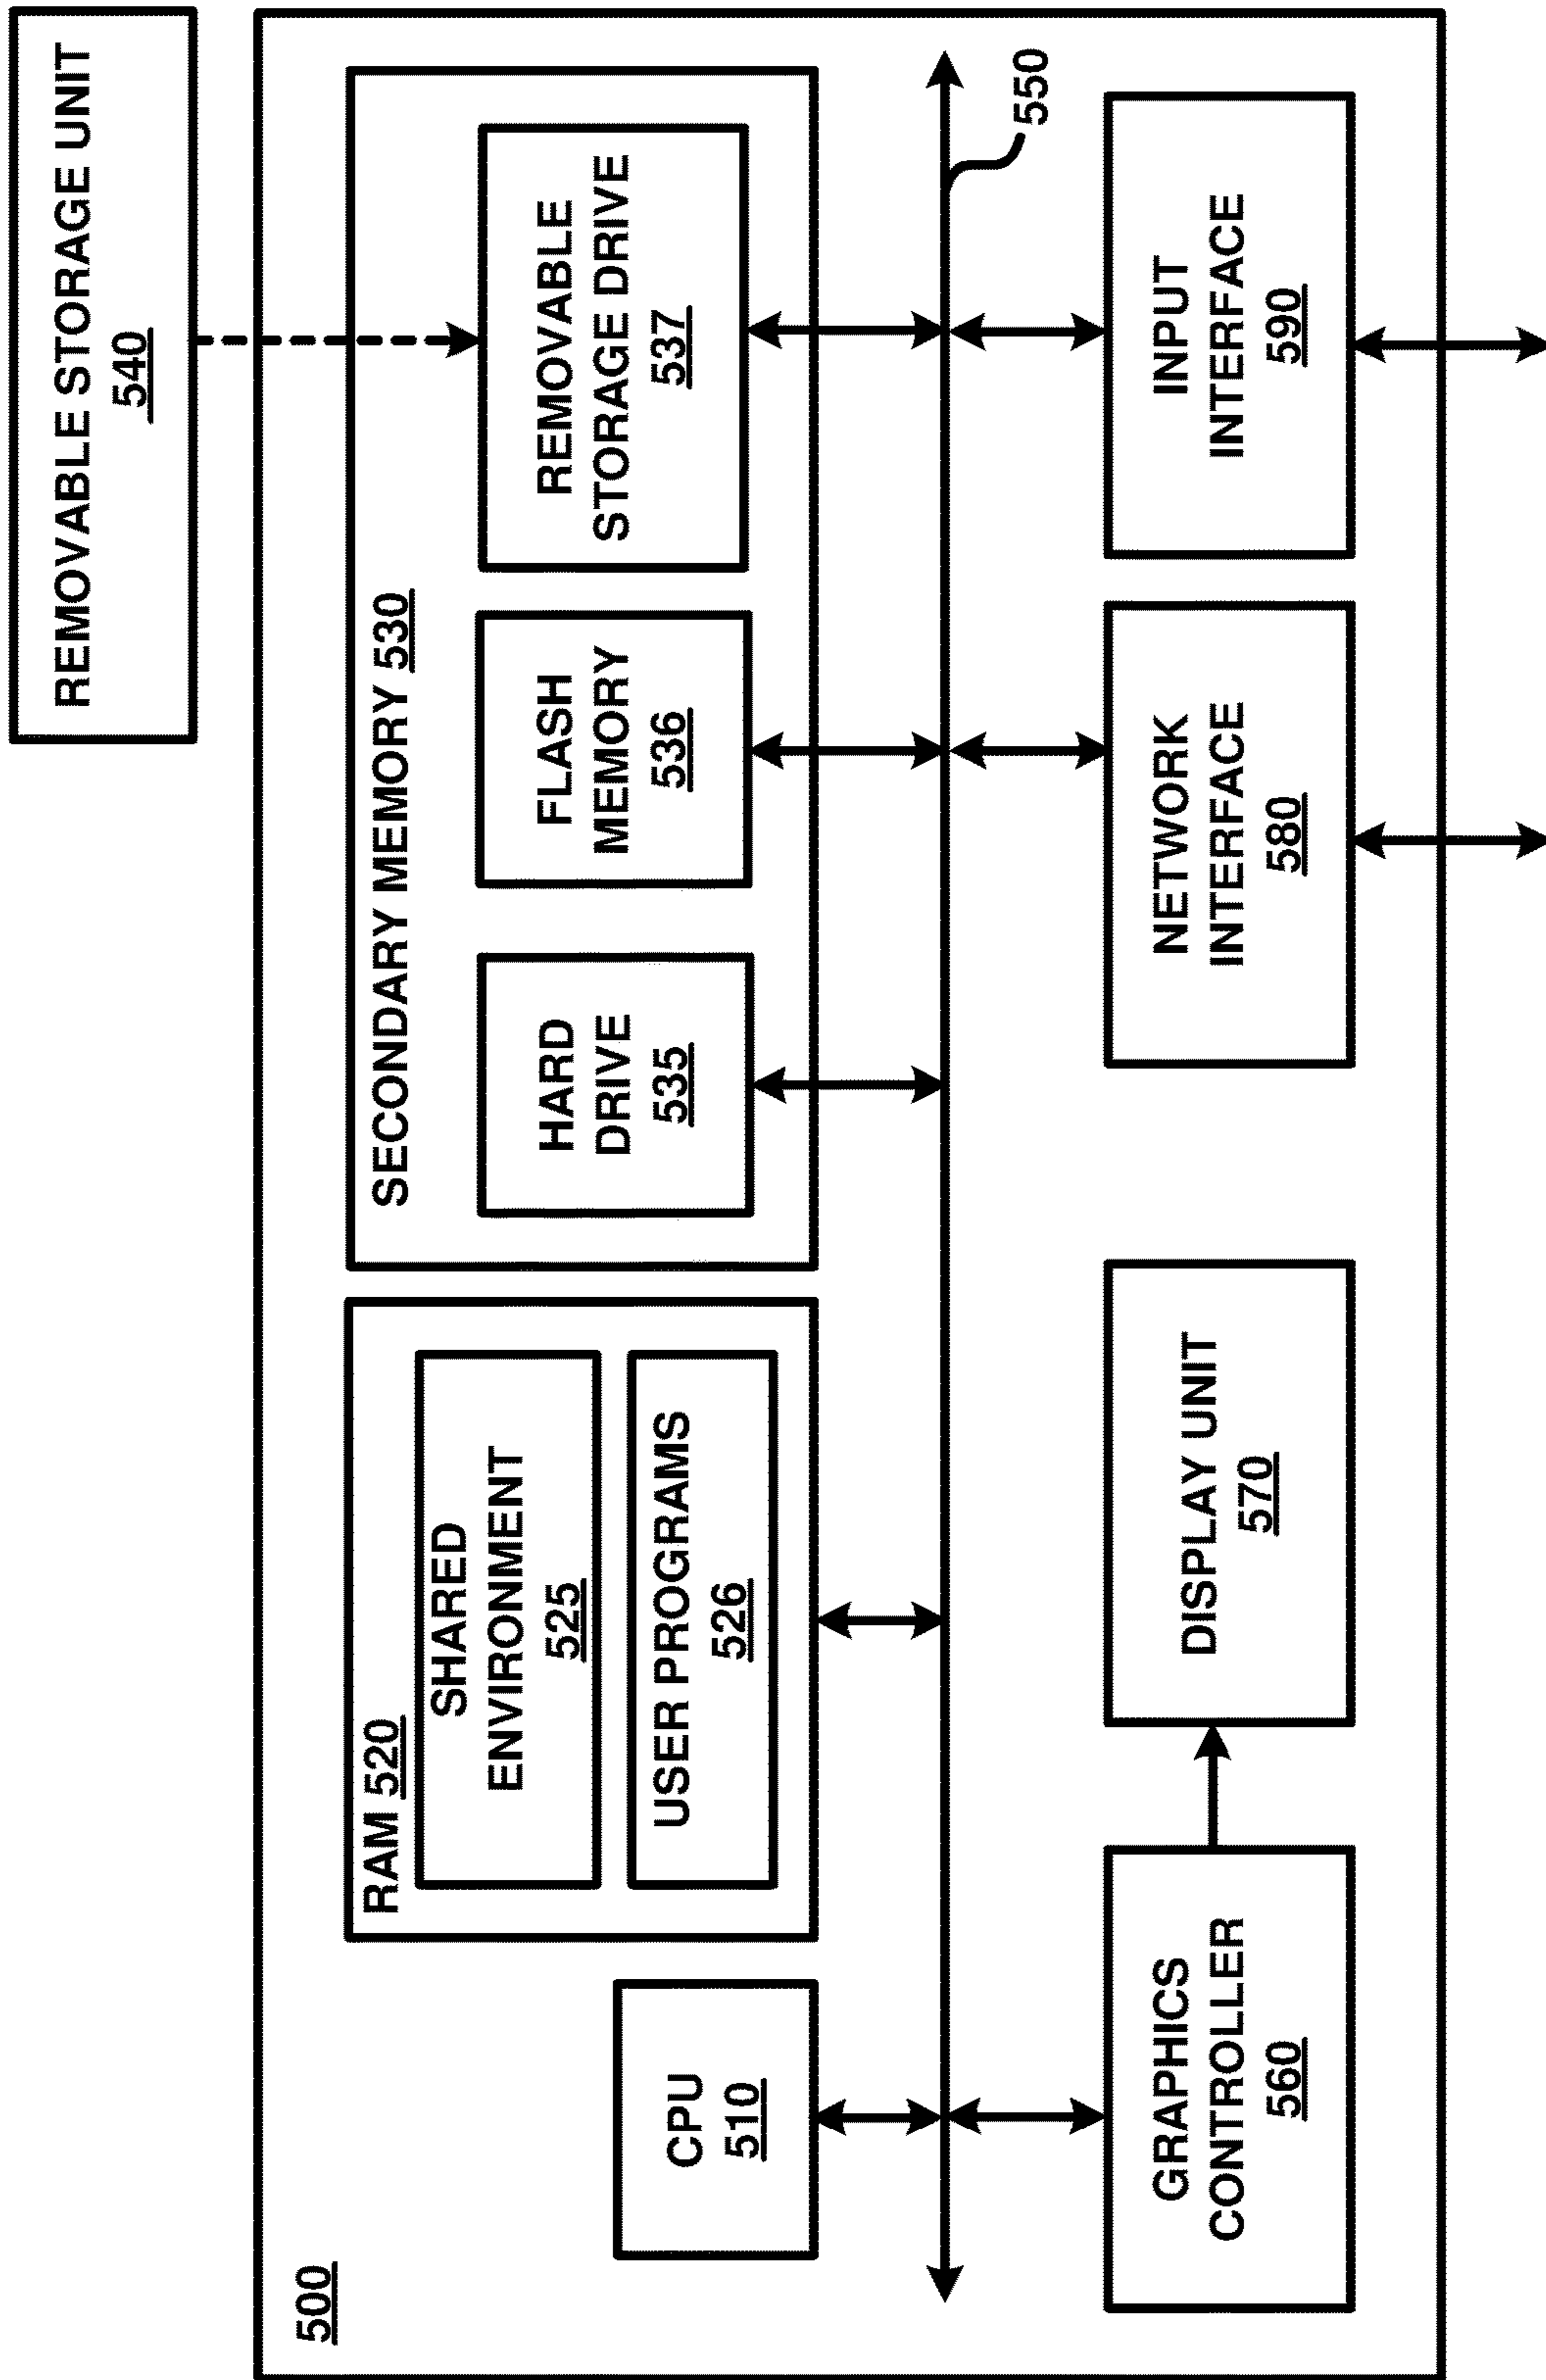 REMOVABLE STORAGE UNIT
540
500
CPU
510
RAM 520
SHARED
ENVIRONMENT
525
USER PROGRAMS
526
SECONDARY MEMORY 530
HARD
DRIVE
535
FLASH
MEMORY
536
REMOVABLE
STORAGE DRIVE
537
550
GRAPHICS
CONTROLLER
560
DISPLAY UNIT
570
NETWORK
INTERFACE
580
INPUT
INTERFACE
590